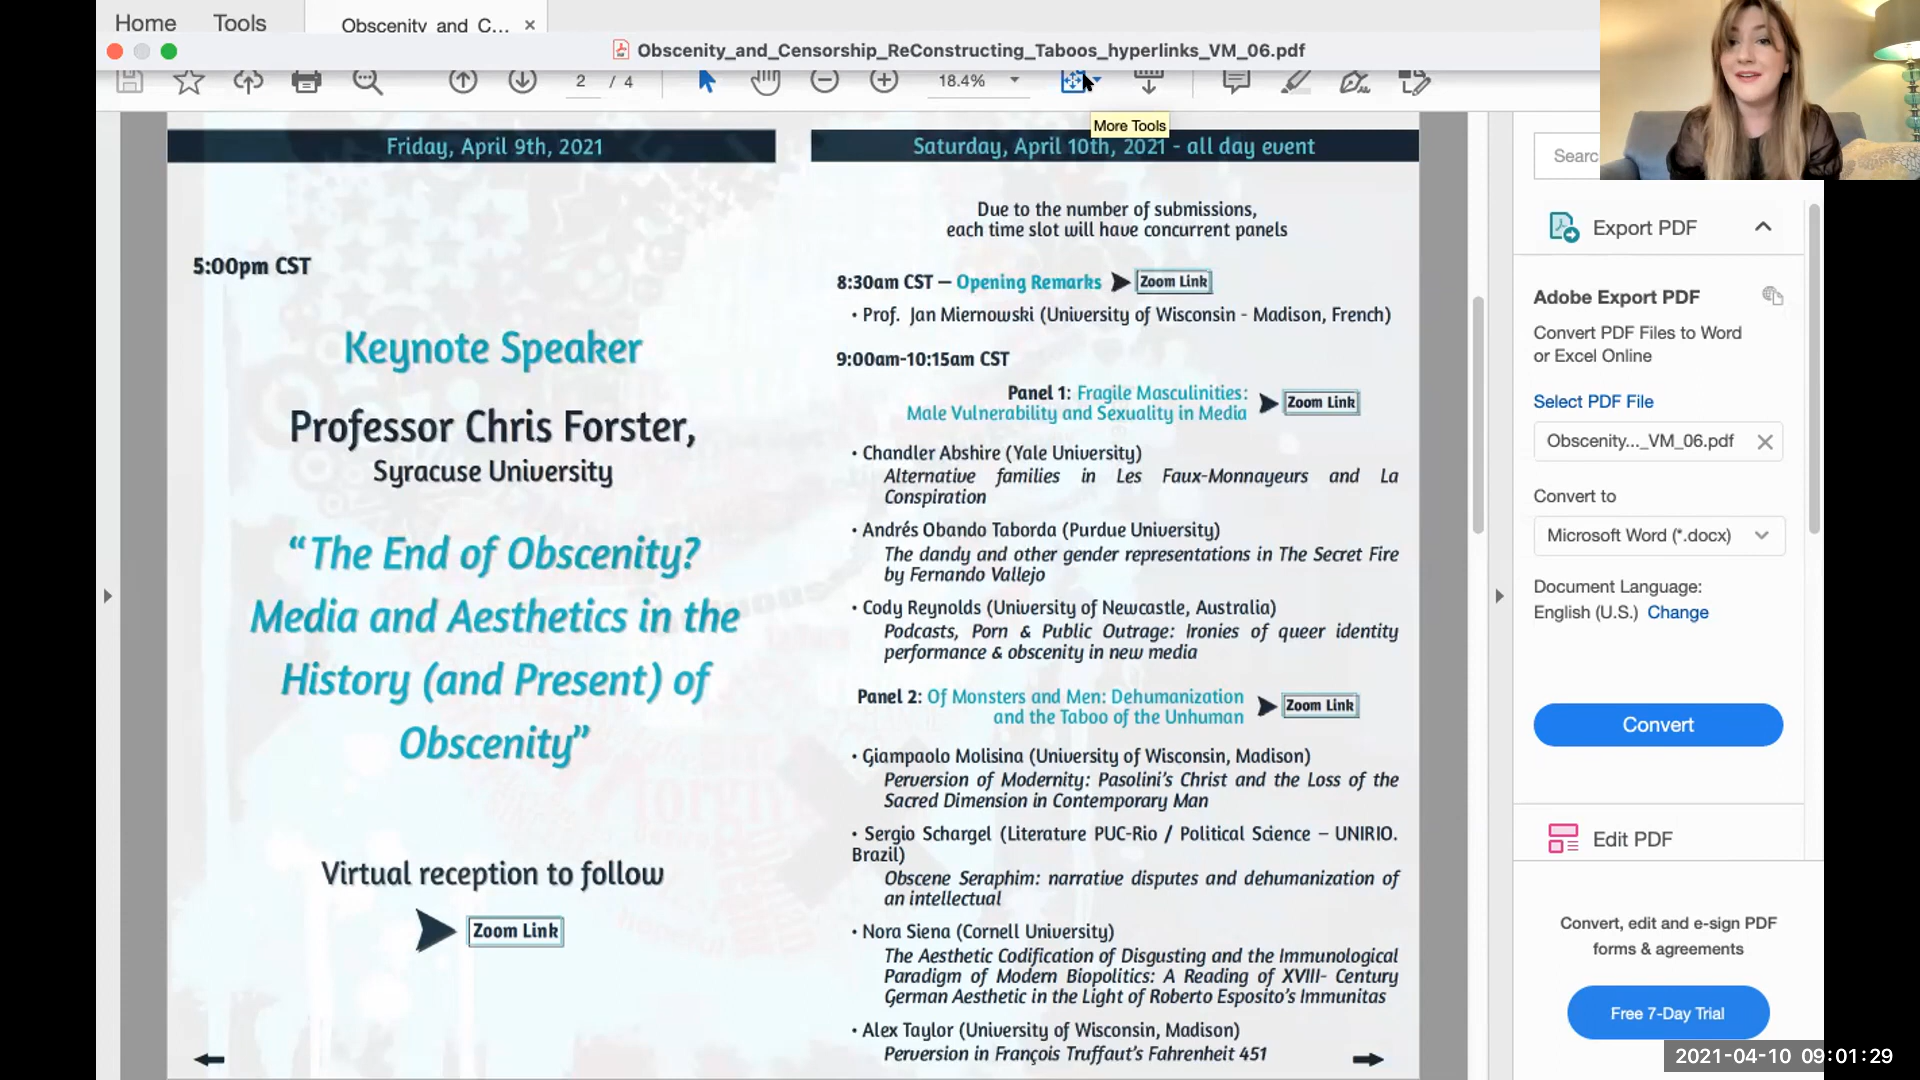 Home
Tools
Obscenity_and_C...
Obscenity_and_Censorship_ReConstructing_Taboos_hyperlinks_VM_06.pdf
2 / 4
18.4%
More Tools
Friday, April 9th, 2021
5:00pm CST
Keynote Speaker
Professor Chris Forster,
Syracuse University
“The End of Obscenity?
Media and Aesthetics in the
History (and Present) of
Obscenity”
Virtual reception to follow
Zoom Link
Saturday, April 10th, 2021 - all day event
Due to the number of submissions,
each time slot will have concurrent panels
8:30am CST – Opening Remarks
Zoom Link
• Prof. Jan Miernowski (University of Wisconsin - Madison, French)
9:00am-10:15am CST
Panel 1: Fragile Masculinities:
Male Vulnerability and Sexuality in Media
Zoom Link
• Chandler Abshire (Yale University)
Alternative families in Les Faux-Monnayeurs and La
Conspiration
• Andrés Obando Taborda (Purdue University)
The dandy and other gender representations in The Secret Fire
by Fernando Vallejo
• Cody Reynolds (University of Newcastle, Australia)
Podcasts, Porn & Public Outrage: Ironies of queer identity
performance & obscenity in new media
Panel 2: Of Monsters and Men: Dehumanization
and the Taboo of the Unhuman
Zoom Link
• Giampaolo Molisina (University of Wisconsin, Madison)
Perversion of Modernity: Pasolini’s Christ and the Loss of the
Sacred Dimension in Contemporary Man
• Sergio Schargel (Literature PUC-Rio / Political Science – UNIRIO.
Brazil)
Obscene Seraphim: narrative disputes and dehumanization of
an intellectual
• Nora Siena (Cornell University)
The Aesthetic Codification of Disgusting and the Immunological
Paradigm of Modern Biopolitics: A Reading of XVIII- Century
German Aesthetic in the Light of Roberto Esposito’s Immunitas
• Alex Taylor (University of Wisconsin, Madison)
Perversion in François Truffaut’s Fahrenheit 451
Searc
Export PDF
Adobe Export PDF
Convert PDF Files to Word
or Excel Online
Select PDF File
Obscenity..._VM_06.pdf
Convert to
Microsoft Word (*.docx)
Document Language:
English (U.S.) Change
Convert
Edit PDF
Convert, edit and e-sign PDF
forms & agreements
Free 7-Day Trial
2021-04-10 09:01:29